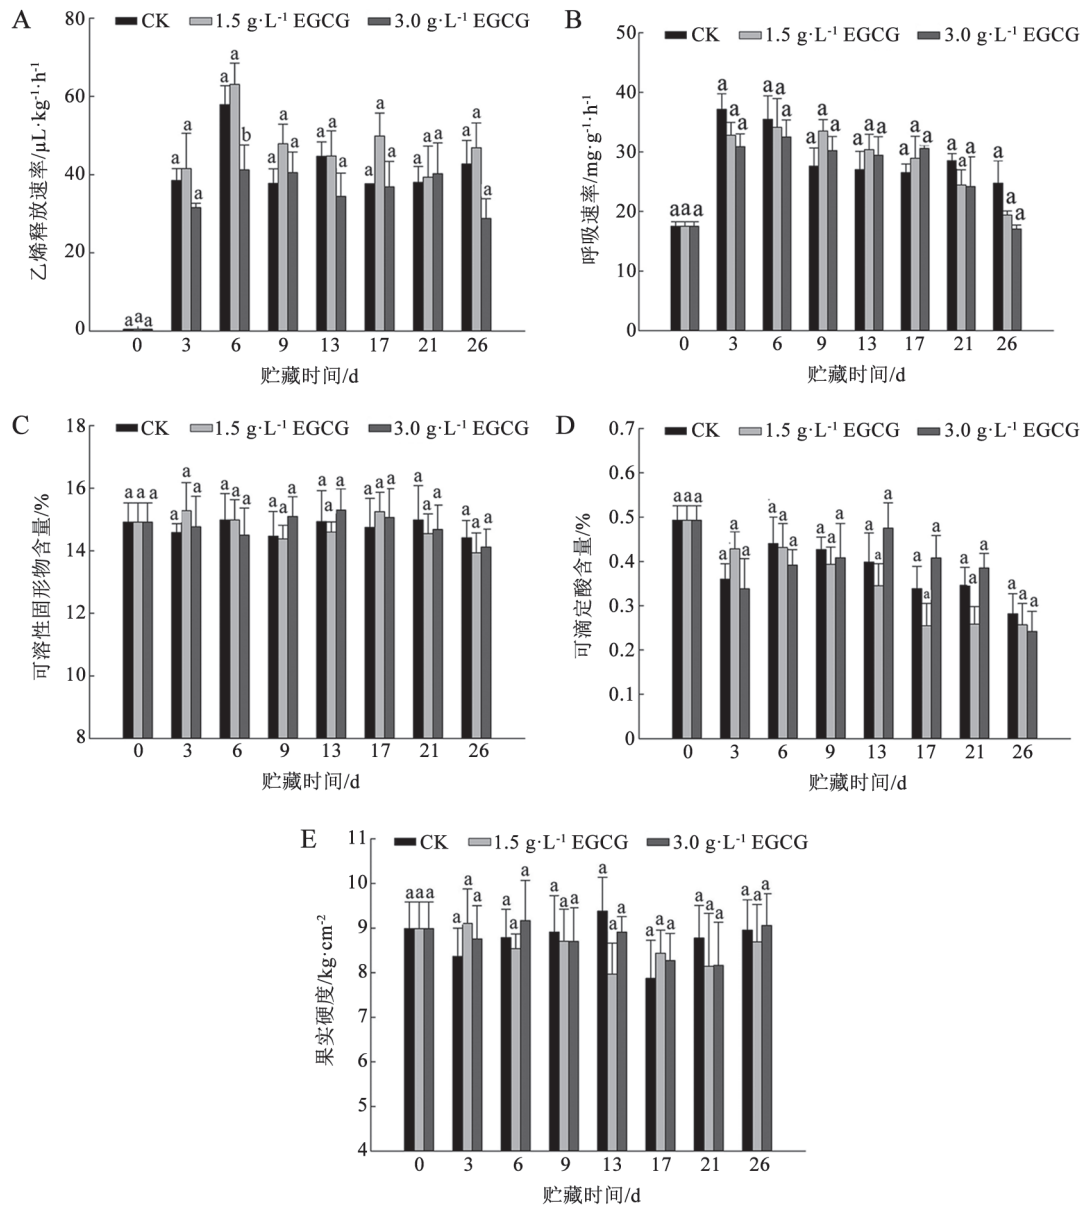 A
CK 1.5 g·L⁻¹ EGCG 3.0 g·L⁻¹ EGCG
80
60
40
20
0
乙烯释放速率/μL·kg⁻¹·h⁻¹
a a a a a a a a b a a a a a a a a a a a a a a a
0 3 6 9 13 17 21 26
贮藏时间/d
B
CK 1.5 g·L⁻¹ EGCG 3.0 g·L⁻¹ EGCG
50
40
30
20
10
0
呼吸速率/mg·g⁻¹·h⁻¹
a a a a a a a a a a a a a a a a a a a a a a a a
0 3 6 9 13 17 21 26
贮藏时间/d
C
CK 1.5 g·L⁻¹ EGCG 3.0 g·L⁻¹ EGCG
18
16
14
12
10
8
可溶性固形物含量/%
a a a a a a a a a a a a a a a a a a a a a a a a
0 3 6 9 13 17 21 26
贮藏时间/d
D
CK 1.5 g·L⁻¹ EGCG 3.0 g·L⁻¹ EGCG
0.7
0.6
0.5
0.4
0.3
0.2
0.1
0
可滴定酸含量/%
a a a a a a a a a a a a a a a a a a a a a a a a
0 3 6 9 13 17 21 26
贮藏时间/d
E
CK 1.5 g·L⁻¹ EGCG 3.0 g·L⁻¹ EGCG
11
10
9
8
7
6
5
4
果实硬度/kg·cm⁻²
a a a a a a a a a a a a a a a a a a a a a a a a
0 3 6 9 13 17 21 26
贮藏时间/d